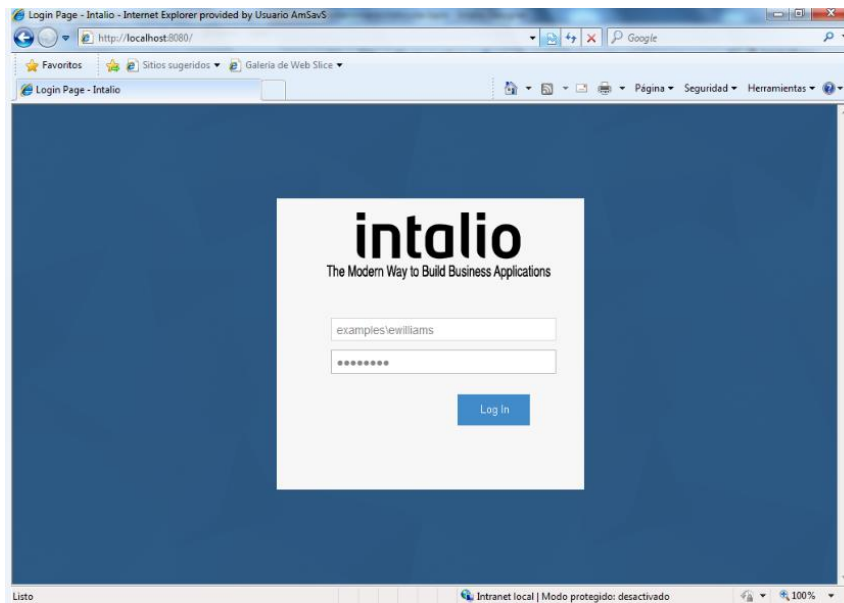 Login Page - Intalio - Internet Explorer provided by Usuario AmSavS
http://localhost:8080/
Google
Favoritos
Sitios sugeridos
Galería de Web Slice
Login Page - Intalio
Página
Seguridad
Herramientas
intalio
The Modern Way to Build Business Applications
examples\ewilliams
Log In
Listo
Intranet local | Modo protegido: desactivado
100%